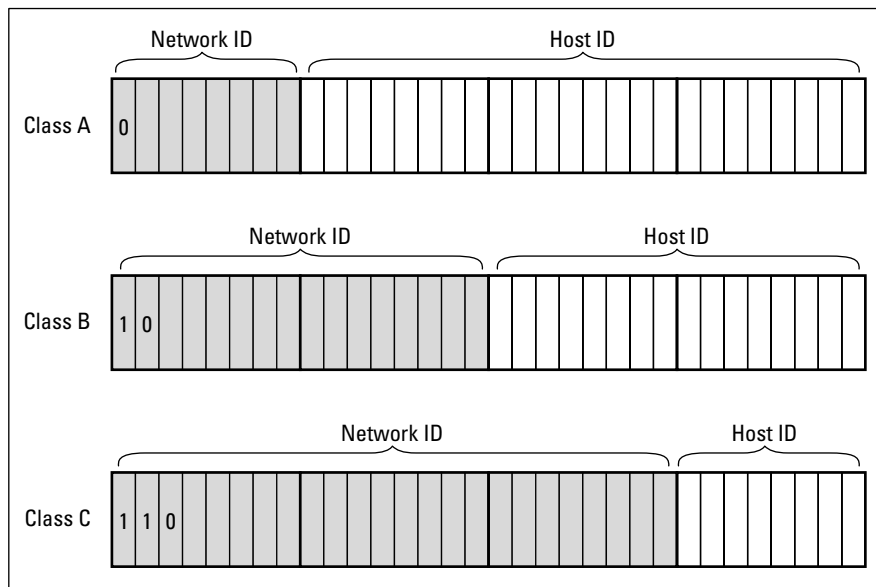 Network ID Host ID
Class A 0
Network ID Host ID
Class B 1 0
Network ID Host ID
Class C 1 1 0